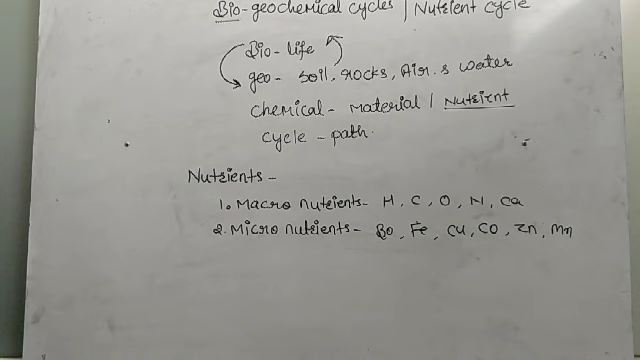 Bio-geochemical cycles / Nutrient cycle
Bio - life
geo - soil, rocks, Air & water
chemical - material / Nutrient
cycle - path
Nutrients -
1. Macro nutrients - H, C, O, N, Ca
2. Micro nutrients - Bo, Fe, Cu, CO, Zn, Mn